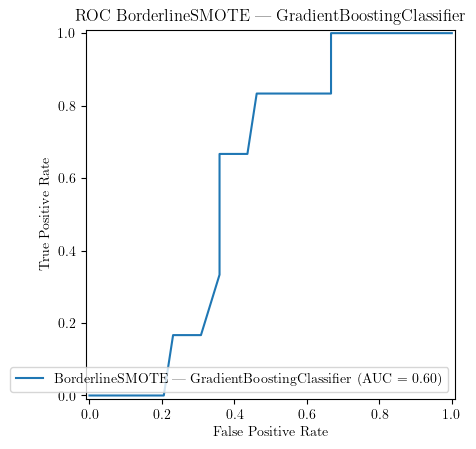 ROC BorderlineSMOTE — GradientBoostingClassifier
1.0
0.8
0.6
0.4
0.2
0.0
True Positive Rate
BorderlineSMOTE — GradientBoostingClassifier (AUC = 0.60)
0.0 0.2 0.4 0.6 0.8 1.0
False Positive Rate